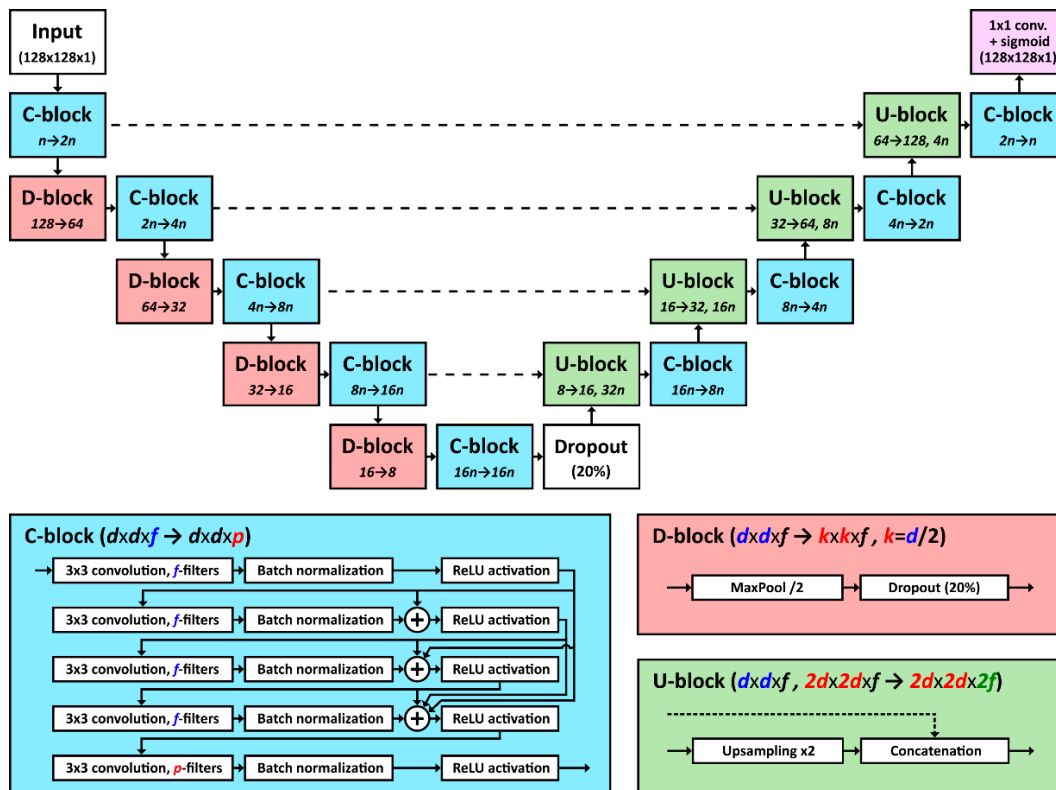 Input
(128x128x1)
1x1 conv.
+ sigmoid
(128x128x1)
C-block
n→2n
U-block
64→128, 4n
C-block
2n→n
D-block
128→64
C-block
2n→4n
U-block
32→64, 8n
C-block
4n→2n
D-block
64→32
C-block
4n→8n
U-block
16→32, 16n
C-block
8n→4n
D-block
32→16
C-block
8n→16n
U-block
8→16, 32n
C-block
16n→8n
D-block
16→8
C-block
16n→16n
Dropout
(20%)
C-block (dxdxf → dxdxp)
3x3 convolution, f-filters
Batch normalization
ReLU activation
3x3 convolution, f-filters
Batch normalization
+
ReLU activation
3x3 convolution, f-filters
Batch normalization
+
ReLU activation
3x3 convolution, f-filters
Batch normalization
+
ReLU activation
3x3 convolution, p-filters
Batch normalization
ReLU activation
D-block (dxdxf → kxkxf , k=d/2)
MaxPool /2
Dropout (20%)
U-block (dxdxf , 2dx2dxf → 2dx2dx2f)
Upsampling x2
Concatenation